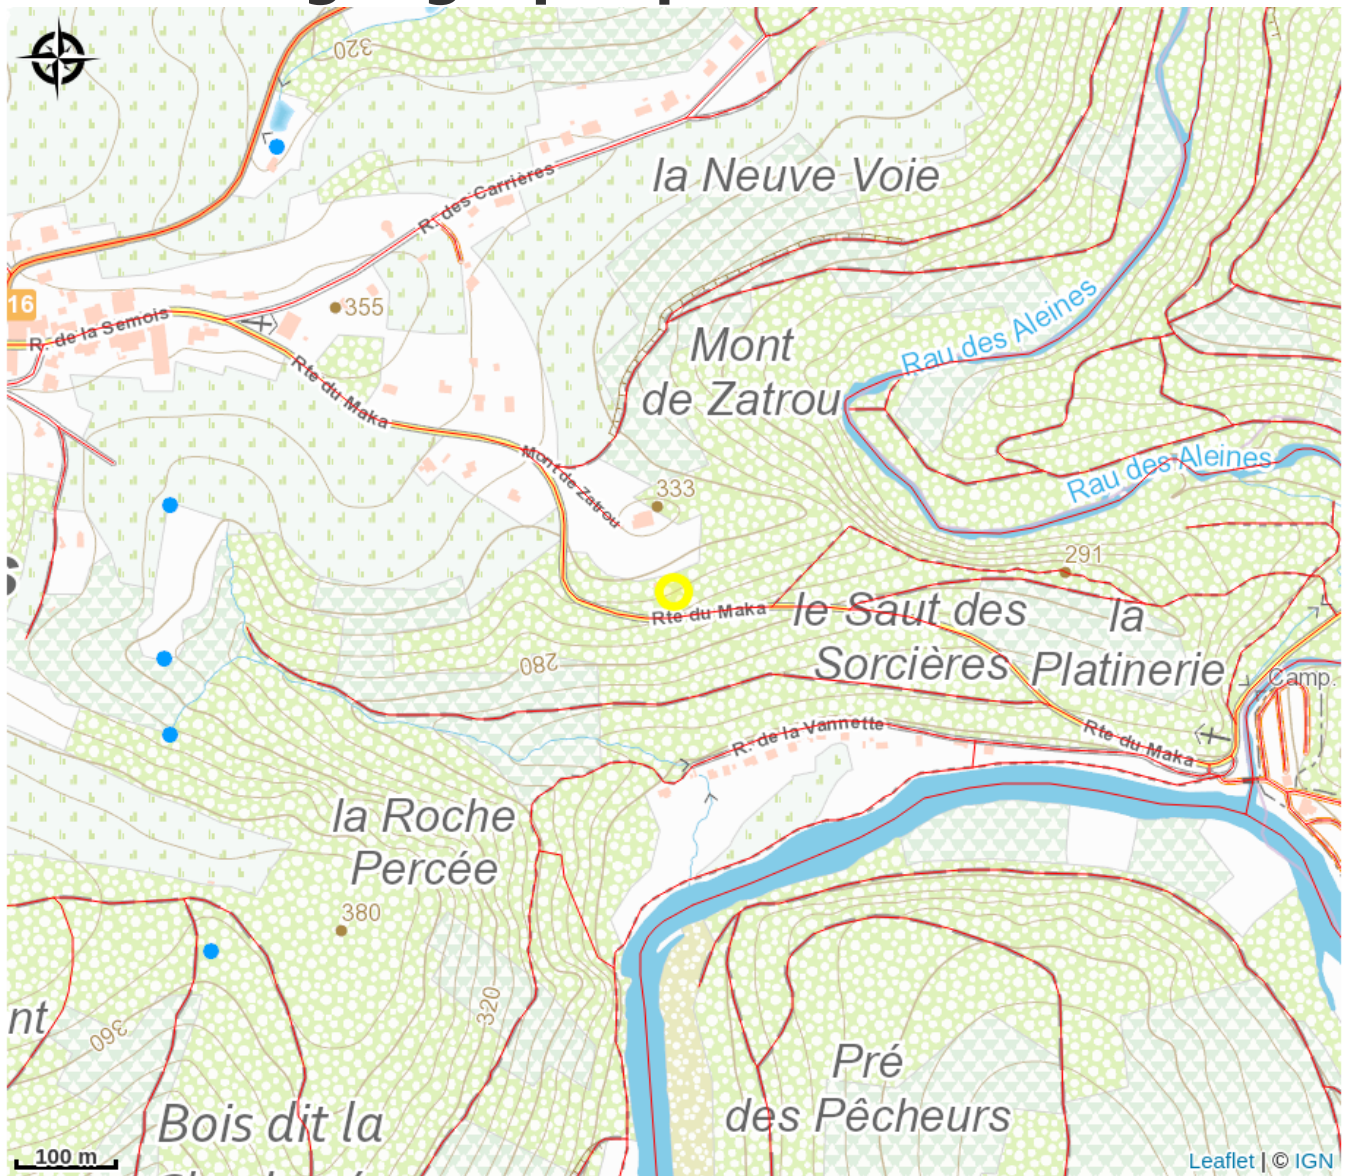 320
la Neuve Voie
R. des Carrières
16
355
R. de la Semois
Rau des Aleines
Mont
de Zatrou
Rte du Maka
Mont de Zatrou
Rau des Aleines
333
291
Rte du Maka
le Saut des
Sorcières
la
Platinerie
280
Camp.
R. de la Vannette
Rte du Maka
la Roche
Percée
380
320
nt
360
Pré
des Pêcheurs
Bois dit la
100 m
Leaflet | © IGN